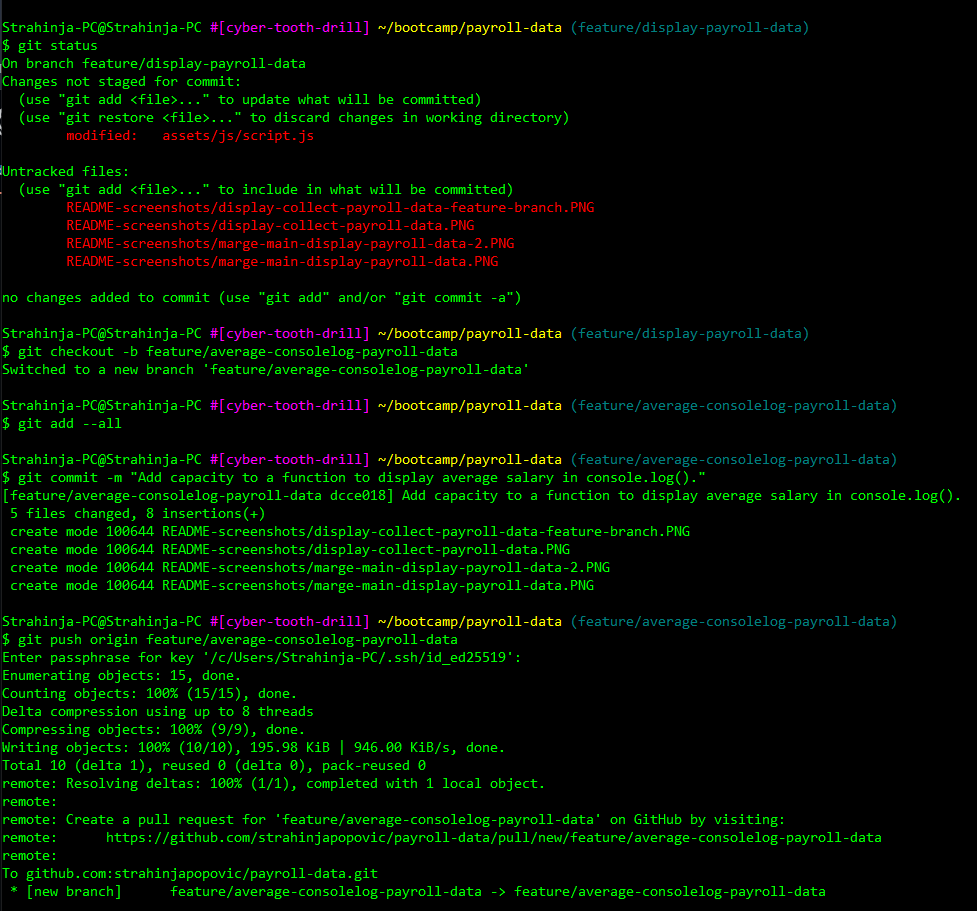 Strahinja-PC@Strahinja-PC #[cyber-tooth-drill] ~/bootcamp/payroll-data (feature/display-payroll-data)
$ git status
On branch feature/display-payroll-data
Changes not staged for commit:
  (use "git add <file>..." to update what will be committed)
  (use "git restore <file>..." to discard changes in working directory)
        modified:   assets/js/script.js

Untracked files:
  (use "git add <file>..." to include in what will be committed)
        README-screenshots/display-collect-payroll-data-feature-branch.PNG
        README-screenshots/display-collect-payroll-data.PNG
        README-screenshots/marge-main-display-payroll-data-2.PNG
        README-screenshots/marge-main-display-payroll-data.PNG

no changes added to commit (use "git add" and/or "git commit -a")

Strahinja-PC@Strahinja-PC #[cyber-tooth-drill] ~/bootcamp/payroll-data (feature/display-payroll-data)
$ git checkout -b feature/average-consolelog-payroll-data
Switched to a new branch 'feature/average-consolelog-payroll-data'

Strahinja-PC@Strahinja-PC #[cyber-tooth-drill] ~/bootcamp/payroll-data (feature/average-consolelog-payroll-data)
$ git add --all

Strahinja-PC@Strahinja-PC #[cyber-tooth-drill] ~/bootcamp/payroll-data (feature/average-consolelog-payroll-data)
$ git commit -m "Add capacity to a function to display average salary in console.log()."
[feature/average-consolelog-payroll-data dcce018] Add capacity to a function to display average salary in console.log().
 5 files changed, 8 insertions(+)
 create mode 100644 README-screenshots/display-collect-payroll-data-feature-branch.PNG
 create mode 100644 README-screenshots/display-collect-payroll-data.PNG
 create mode 100644 README-screenshots/marge-main-display-payroll-data-2.PNG
 create mode 100644 README-screenshots/marge-main-display-payroll-data.PNG

Strahinja-PC@Strahinja-PC #[cyber-tooth-drill] ~/bootcamp/payroll-data (feature/average-consolelog-payroll-data)
$ git push origin feature/average-consolelog-payroll-data
Enter passphrase for key '/c/Users/Strahinja-PC/.ssh/id_ed25519':
Enumerating objects: 15, done.
Counting objects: 100% (15/15), done.
Delta compression using up to 8 threads
Compressing objects: 100% (9/9), done.
Writing objects: 100% (10/10), 195.98 KiB | 946.00 KiB/s, done.
Total 10 (delta 1), reused 0 (delta 0), pack-reused 0
remote: Resolving deltas: 100% (1/1), completed with 1 local object.
remote:
remote: Create a pull request for 'feature/average-consolelog-payroll-data' on GitHub by visiting:
remote:      https://github.com/strahinjapopovic/payroll-data/pull/new/feature/average-consolelog-payroll-data
remote:
To github.com:strahinjapopovic/payroll-data.git
 * [new branch]      feature/average-consolelog-payroll-data -> feature/average-consolelog-payroll-data